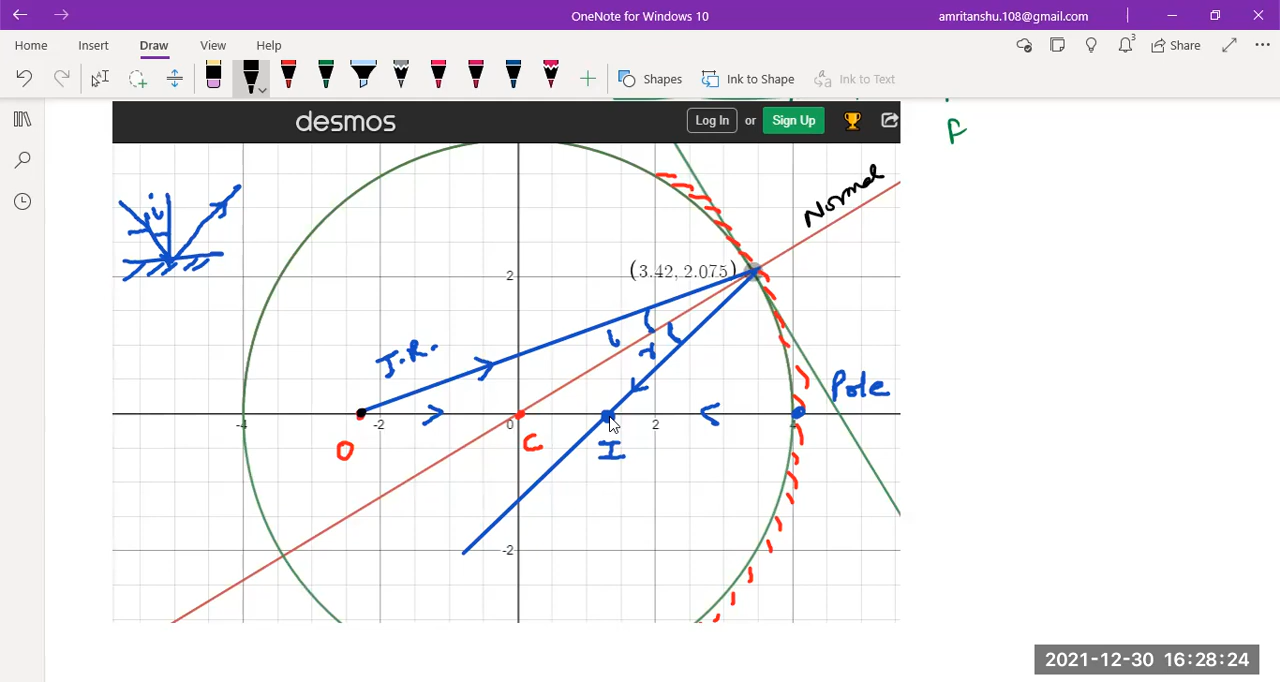 OneNote for Windows 10
amritanshu.108@gmail.com
Home Insert Draw View Help
3
Share
Shapes
Ink to Shape
Ink to Text
desmos
Log In or Sign Up
F
i
Normal
(3.42, 2.075)
2
I.R.
i
r
Pole
-4 -2 0 2 4
O
C
I
-2
2021-12-30 16:28:24